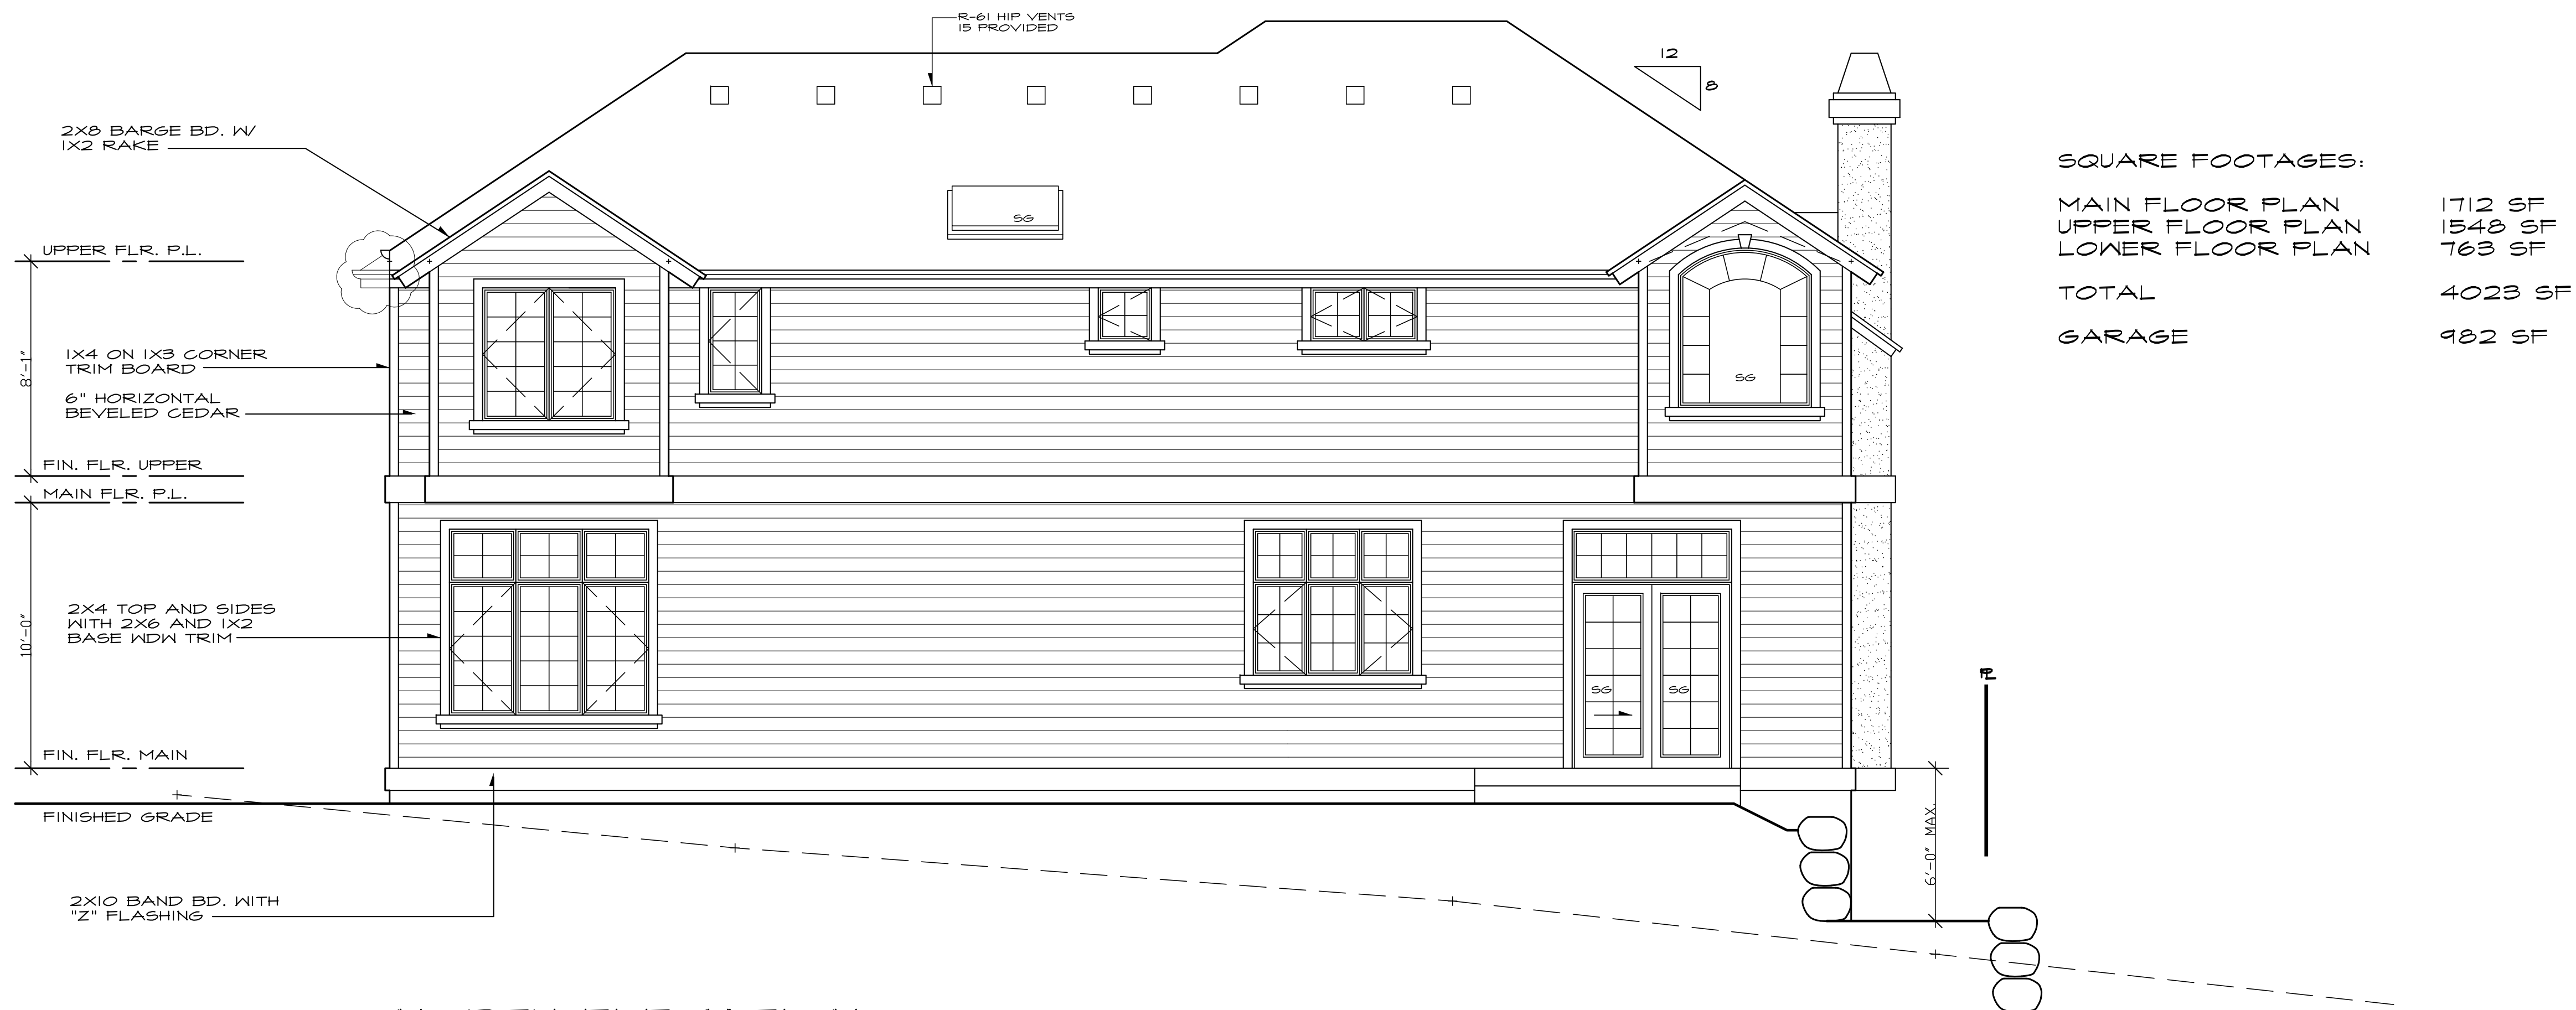 R-61 HIP VENTS
15 PROVIDED
12
8
2X8 BARGE BD. W/
1X2 RAKE
SQUARE FOOTAGES:
MAIN FLOOR PLAN 1712 SF
UPPER FLOOR PLAN 1548 SF
LOWER FLOOR PLAN 763 SF
TOTAL 4023 SF
GARAGE 982 SF
SG
UPPER FLR. P.L.
8'-1"
1X4 ON 1X3 CORNER
TRIM BOARD
6" HORIZONTAL
BEVELED CEDAR
SG
FIN. FLR. UPPER
MAIN FLR. P.L.
10'-0"
2X4 TOP AND SIDES
WITH 2X6 AND 1X2
BASE WDW TRIM
SG SG
PL
FIN. FLR. MAIN
FINISHED GRADE
6'-0" MAX.
2X10 BAND BD. WITH
"Z" FLASHING